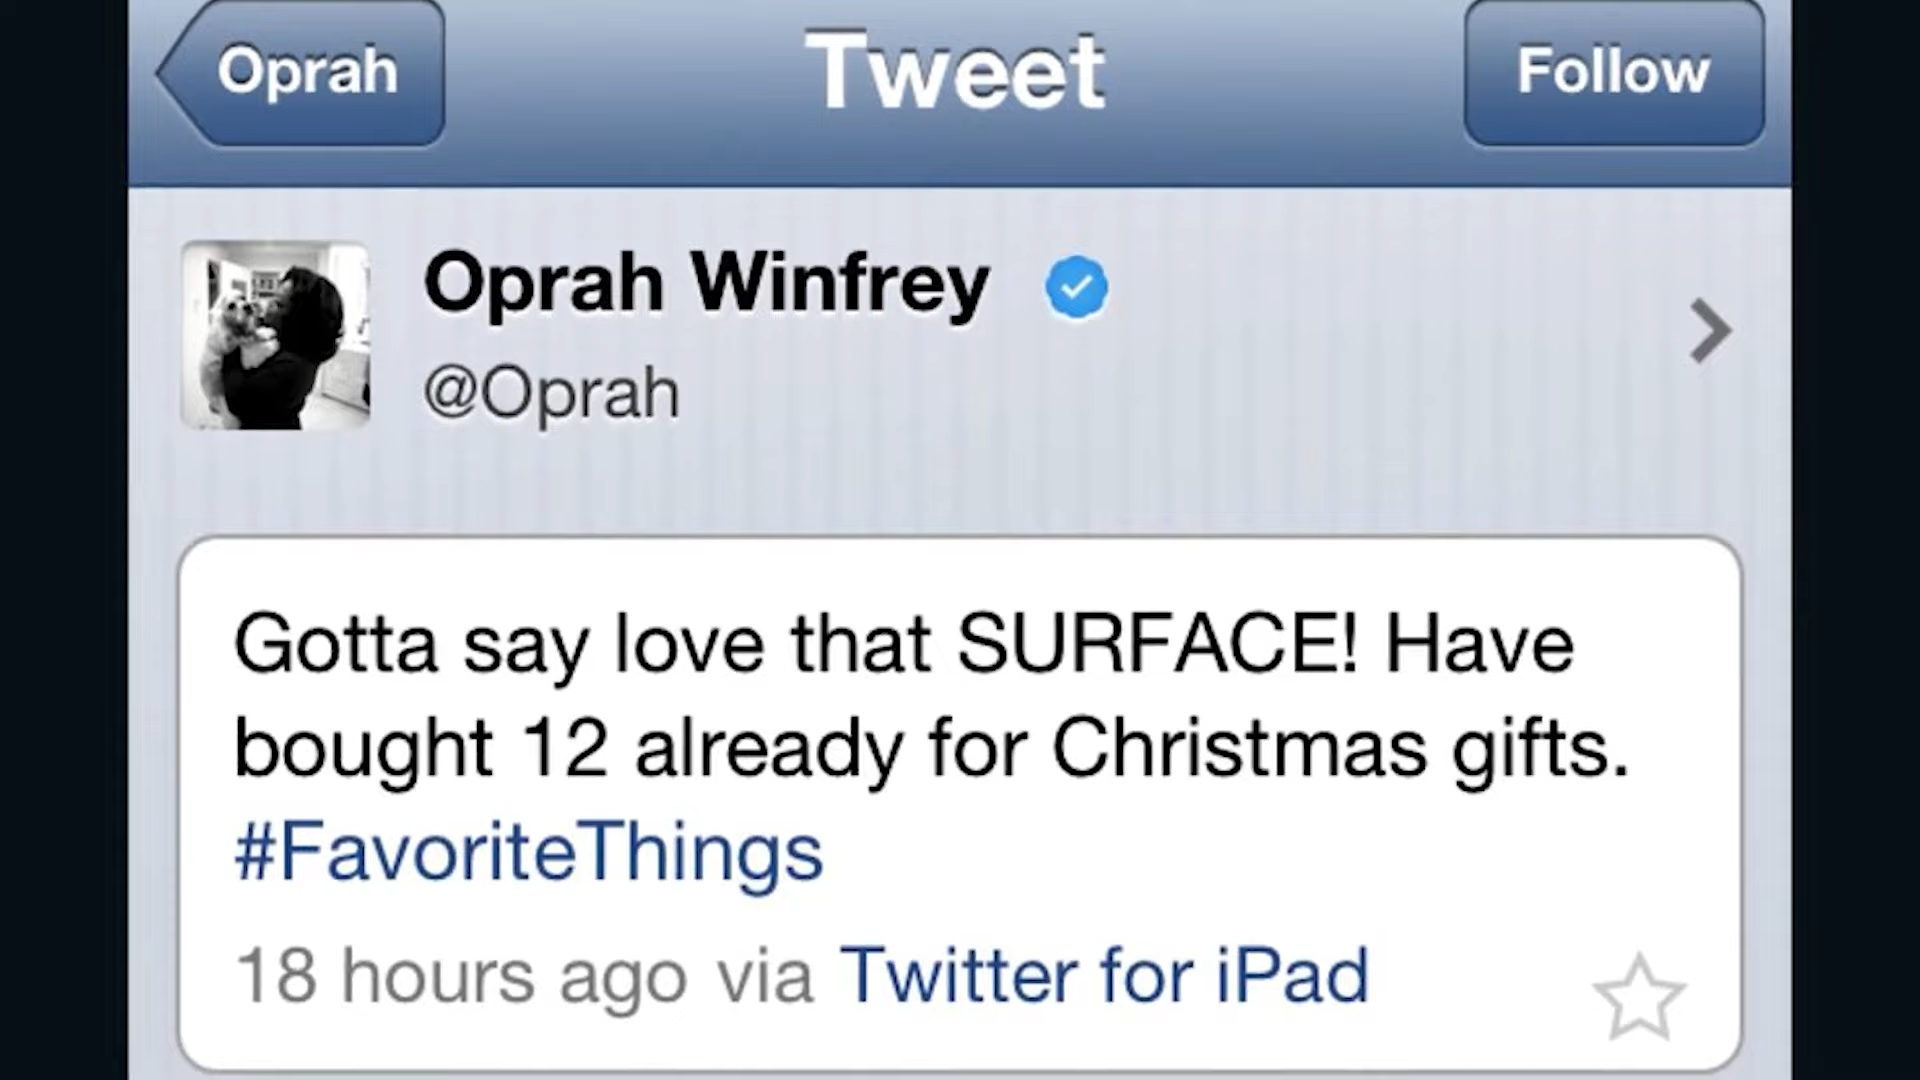 Oprah
Tweet
Follow
Oprah Winfrey
@Oprah
Gotta say love that SURFACE! Have
bought 12 already for Christmas gifts.
#FavoriteThings
18 hours ago via Twitter for iPad